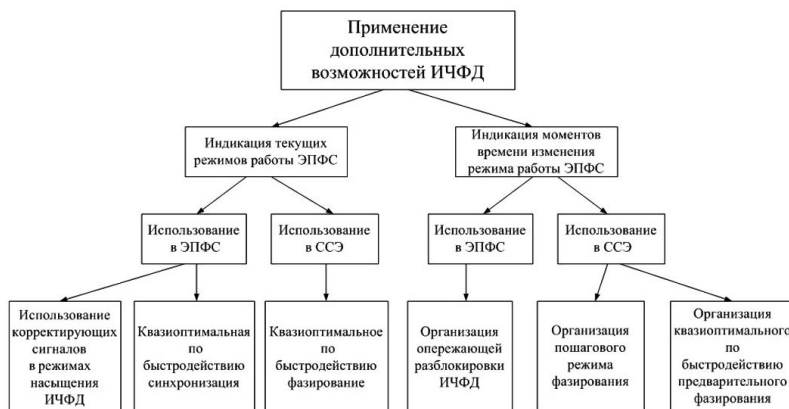 Применение
дополнительных
возможностей ИЧФД
Индикация текущих
режимов работы ЭПФС
Индикация моментов
времени изменения
режима работы ЭПФС
Использование
в ЭПФС
Использование
в ССЭ
Использование
в ЭПФС
Использование
в ССЭ
Использование
корректирующих
сигналов
в режимах
насыщения
ИЧФД
Квазиоптимальная
по
быстродействию
синхронизация
Квазиоптимальное
по
быстродействию
фазирование
Организация
опережающей
разблокировки
ИЧФД
Организация
пошагового
режима
фазирования
Организация
квазиоптимального
по
быстродействию
предварительного
фазирования